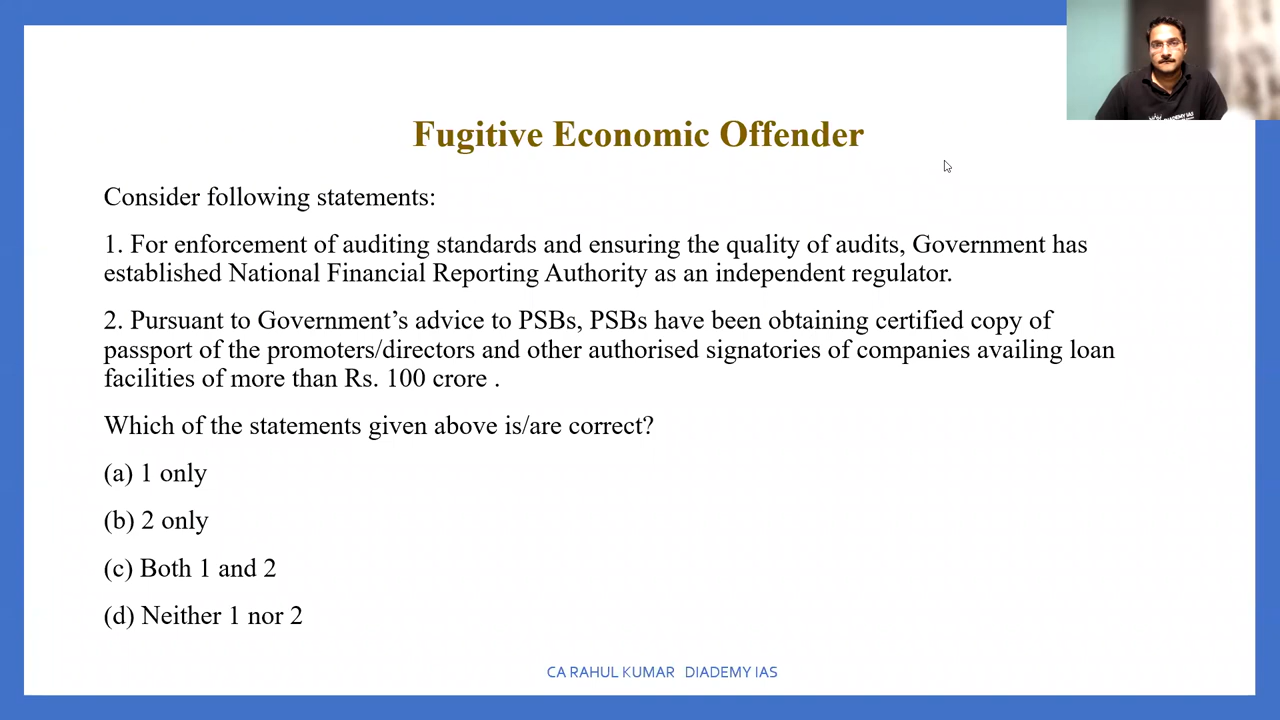 Fugitive Economic Offender
Consider following statements:
1. For enforcement of auditing standards and ensuring the quality of audits, Government has
established National Financial Reporting Authority as an independent regulator.
2. Pursuant to Government’s advice to PSBs, PSBs have been obtaining certified copy of
passport of the promoters/directors and other authorised signatories of companies availing loan
facilities of more than Rs. 100 crore .
Which of the statements given above is/are correct?
(a) 1 only
(b) 2 only
(c) Both 1 and 2
(d) Neither 1 nor 2
CA RAHUL KUMAR DIADEMY IAS